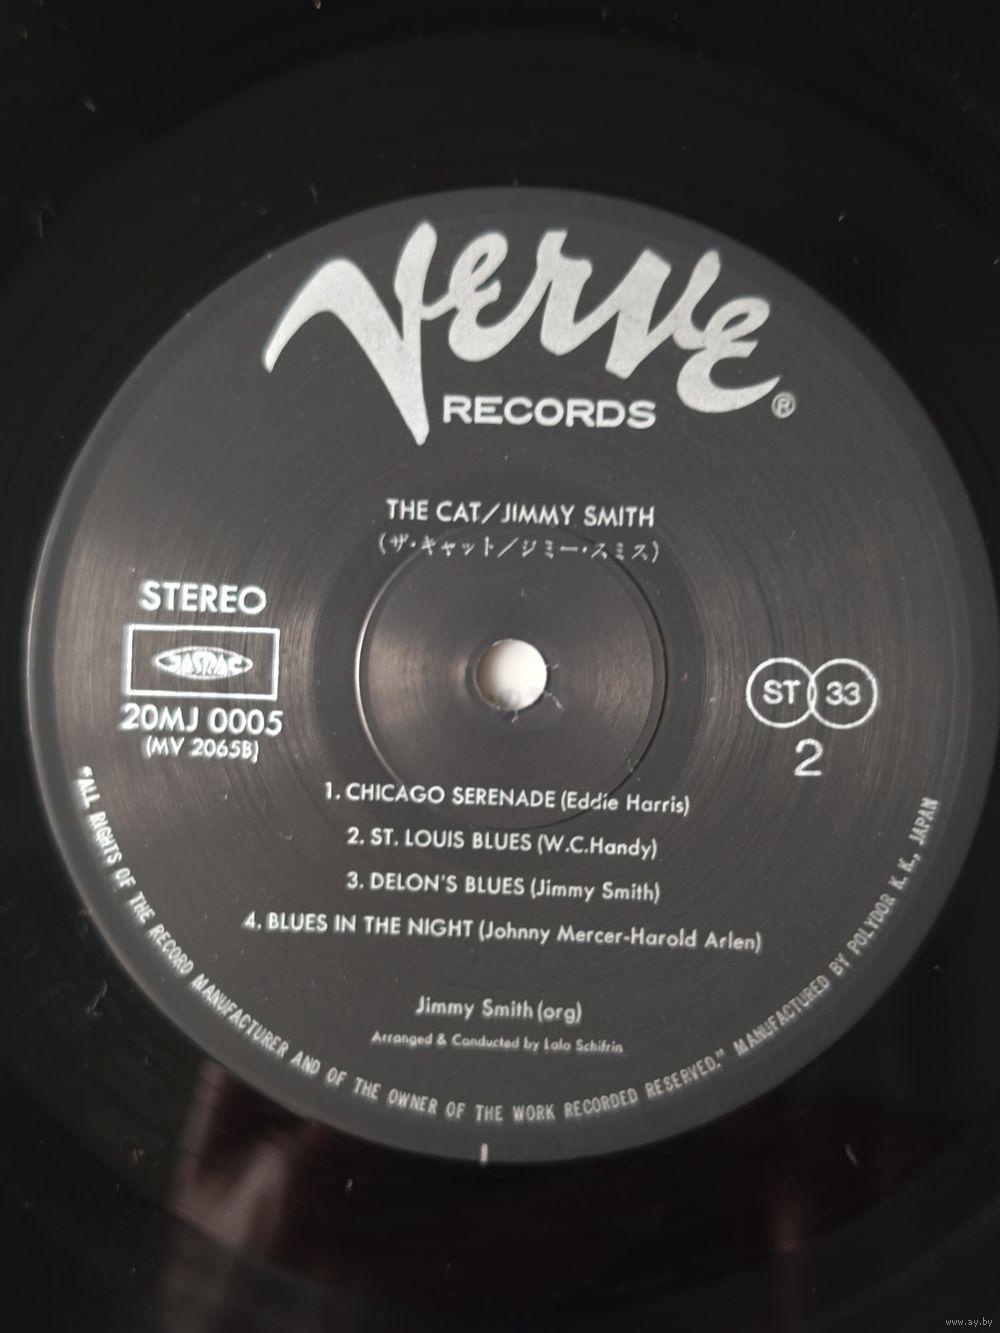 Verve
RECORDS
®
THE CAT/JIMMY SMITH
(ザ・キャット/ジミー・スミス)
STEREO
JASRAC
20MJ 0005
(MV 2065B)
ST 33
2
1. CHICAGO SERENADE (Eddie Harris)
2. ST. LOUIS BLUES (W.C.Handy)
3. DELON'S BLUES (Jimmy Smith)
4. BLUES IN THE NIGHT (Johnny Mercer-Harold Arlen)
Jimmy Smith (org)
Arranged & Conducted by Lalo Schifrin
"ALL RIGHTS OF THE RECORD MANUFACTURER AND OF THE OWNER OF THE WORK RECORDED RESERVED." MANUFACTURED BY POLYDOR K. K., JAPAN
www.ay.by